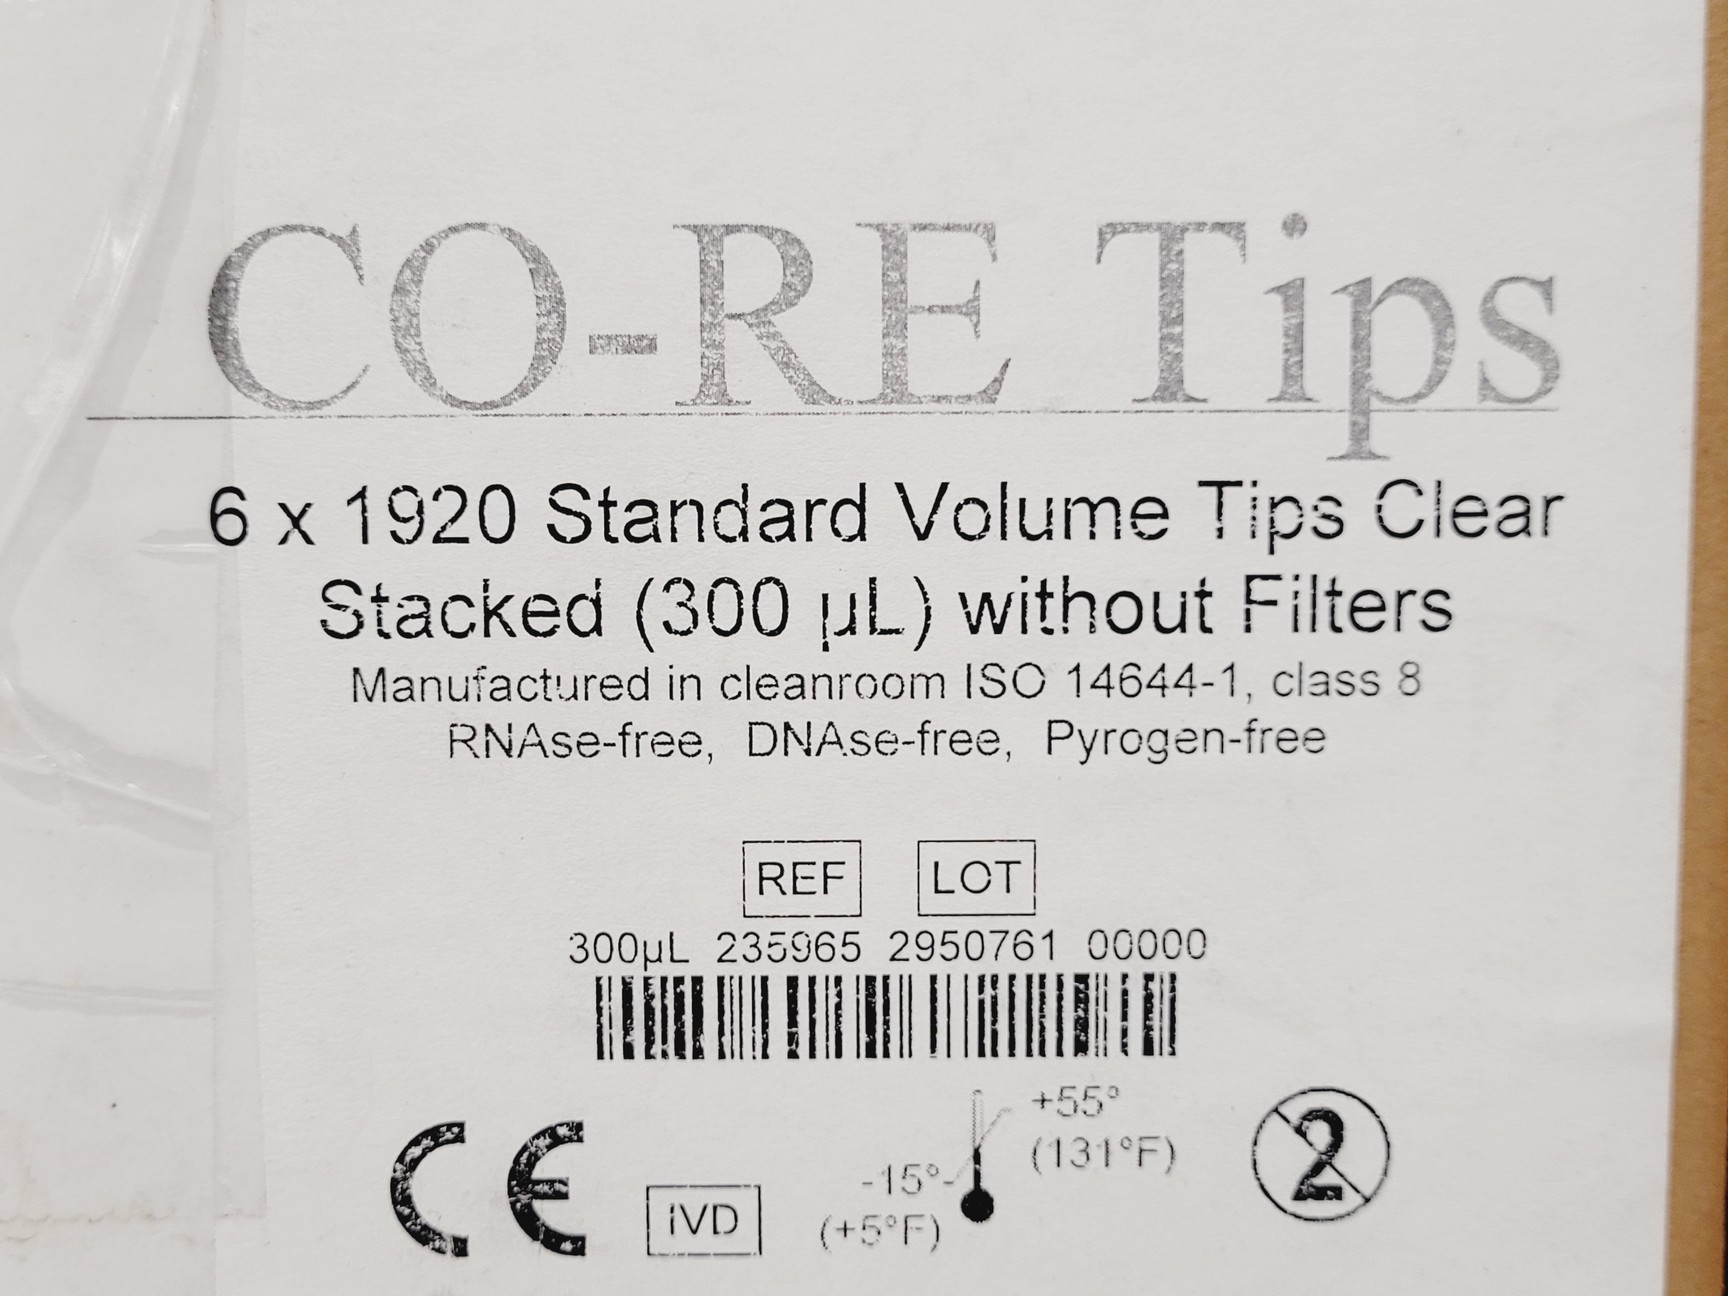 CO-RE Tips
6 x 1920 Standard Volume Tips Clear
Stacked (300 µL) without Filters
Manufactured in cleanroom ISO 14644-1, class 8
RNAse-free, DNAse-free, Pyrogen-free
REF LOT
300µL 235965 2950761 00000
+55°
(131°F)
-15°
(+5°F)
CE
IVD
2